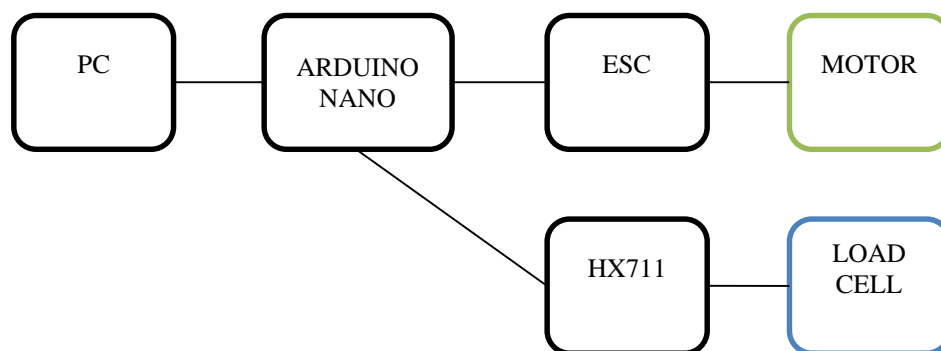 PC
ARDUINO
NANO
ESC
MOTOR
HX711
LOAD
CELL